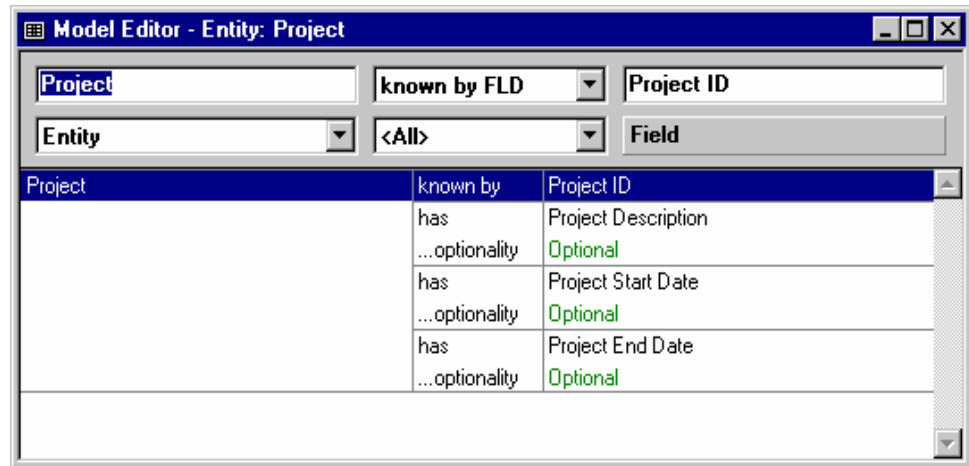 Model Editor - Entity: Project
Project known by FLD Project ID
Entity <All> Field
Project known by Project ID
has Project Description
...optionality Optional
has Project Start Date
...optionality Optional
has Project End Date
...optionality Optional